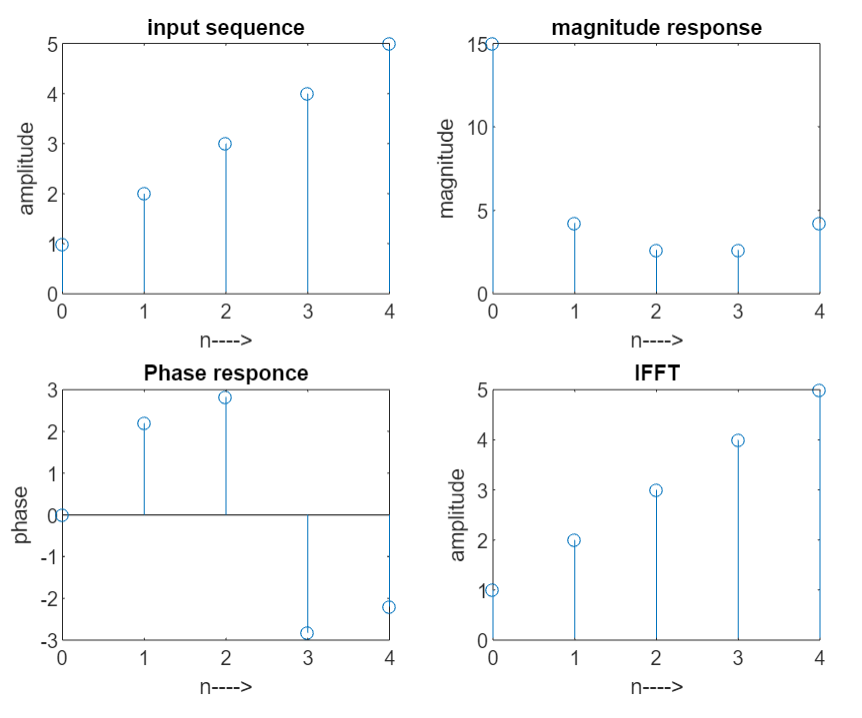 input sequence
amplitude
5
4
3
2
1
0
0 1 2 3 4
n---->
magnitude response
magnitude
15
10
5
0
0 1 2 3 4
n---->
Phase responce
phase
3
2
1
0
-1
-2
-3
0 1 2 3 4
n---->
IFFT
amplitude
5
4
3
2
1
0
0 1 2 3 4
n---->